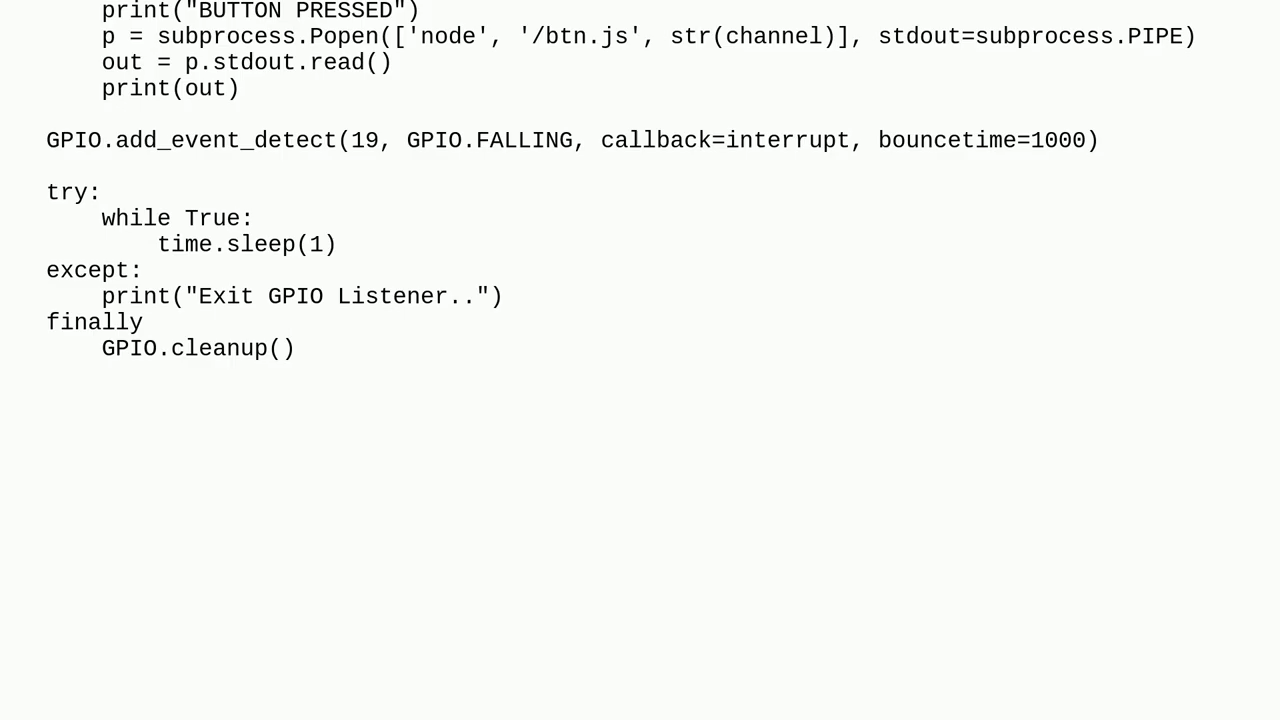 print("BUTTON PRESSED")
p = subprocess.Popen(['node', '/btn.js', str(channel)], stdout=subprocess.PIPE)
out = p.stdout.read()
print(out)
GPIO.add_event_detect(19, GPIO.FALLING, callback=interrupt, bouncetime=1000)
try:
while True:
time.sleep(1)
except:
print("Exit GPIO Listener..")
finally
GPIO.cleanup()